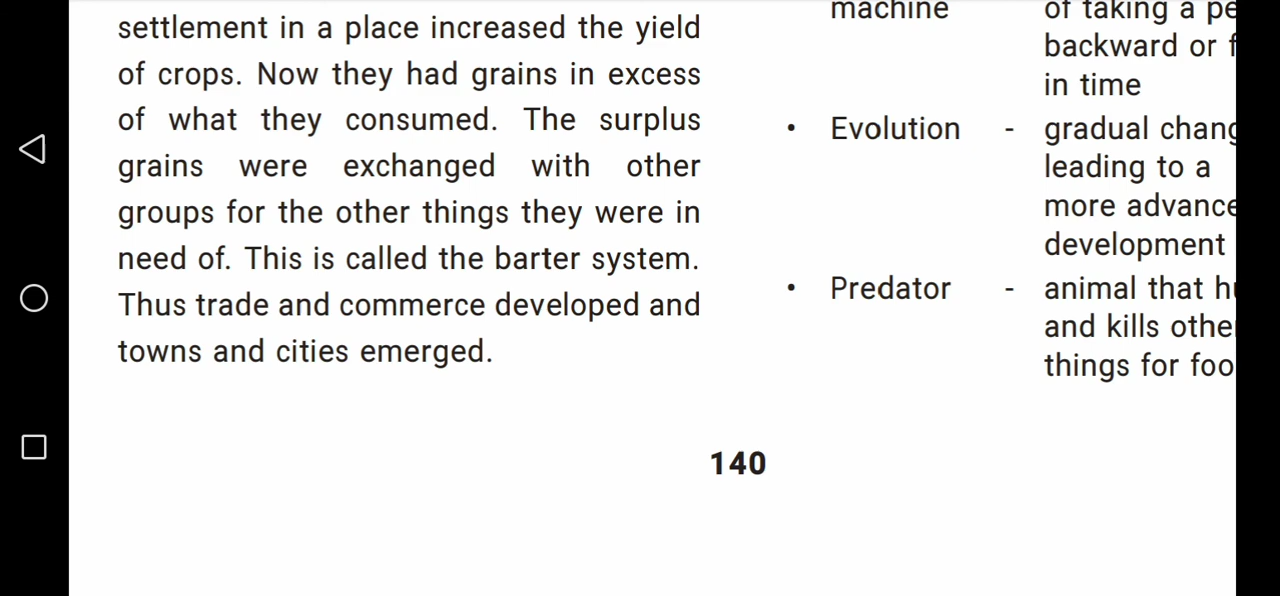 settlement in a place increased the yield
of crops. Now they had grains in excess
of what they consumed. The surplus
grains were exchanged with other
groups for the other things they were in
need of. This is called the barter system.
Thus trade and commerce developed and
towns and cities emerged.
machine of taking a
backward or
in time
• Evolution - gradual
leading to a
more
development
• Predator - animal that
and kills
things for
140